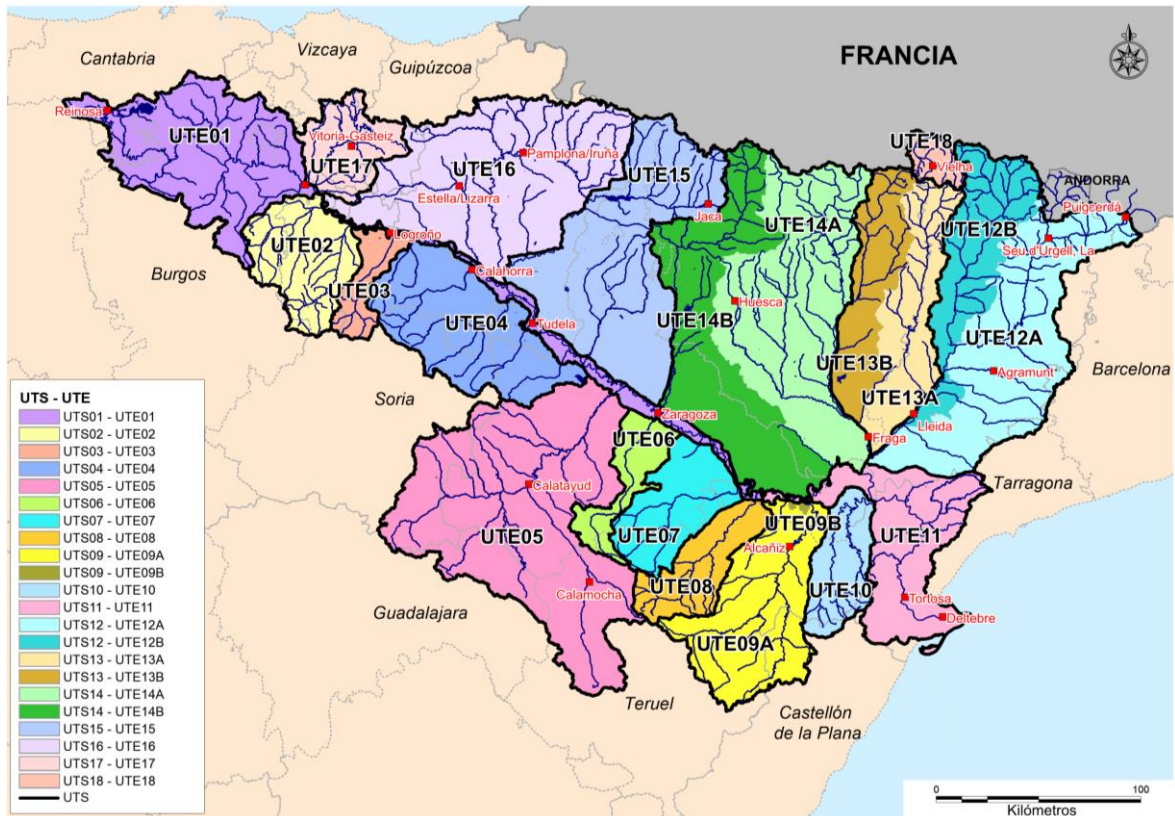 FRANCIA
Vizcaya
Cantabria
Guipúzcoa
Reinosa
UTE01
Vitoria-Gasteiz
UTE17
Pamplona/Iruña
UTE16
Estella/Lizarra
UTE15
Jaca
UTE18
Vielha
ANDORRA
Puigcerdá
UTE14A
UTE12B
Seu d'Urgell, La
UTE02
Logroño
Burgos
Calahorra
UTE03
Huesca
UTE04
Tudela
UTE14B
UTE12A
UTE13B
Agramunt
Barcelona
UTE13A
Soria
Zaragoza
Lleida
UTE06
Fraga
Calatayud
Tarragona
UTE05
UTE07
UTE09B
UTE11
Alcañiz
Calamocha
UTE08
UTE10
Tortosa
Guadalajara
Deltebre
UTE09A
Teruel
Castellón
de la Plana
UTS - UTE
UTS01 - UTE01
UTS02 - UTE02
UTS03 - UTE03
UTS04 - UTE04
UTS05 - UTE05
UTS06 - UTE06
UTS07 - UTE07
UTS08 - UTE08
UTS09 - UTE09A
UTS09 - UTE09B
UTS10 - UTE10
UTS11 - UTE11
UTS12 - UTE12A
UTS12 - UTE12B
UTS13 - UTE13A
UTS13 - UTE13B
UTS14 - UTE14A
UTS14 - UTE14B
UTS15 - UTE15
UTS16 - UTE16
UTS17 - UTE17
UTS18 - UTE18
UTS
0 100
Kilómetros